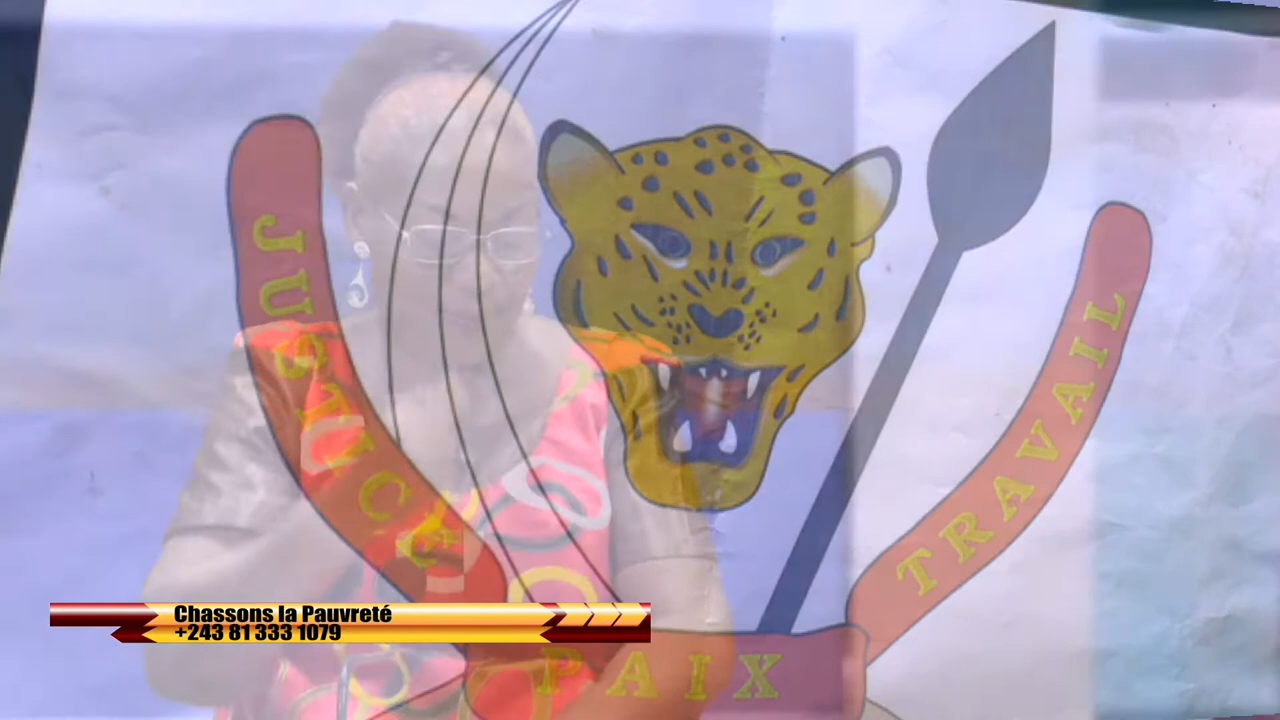 JUSTICE
PAIX
TRAVAIL
Chassons la Pauvreté
+243 81 333 1079